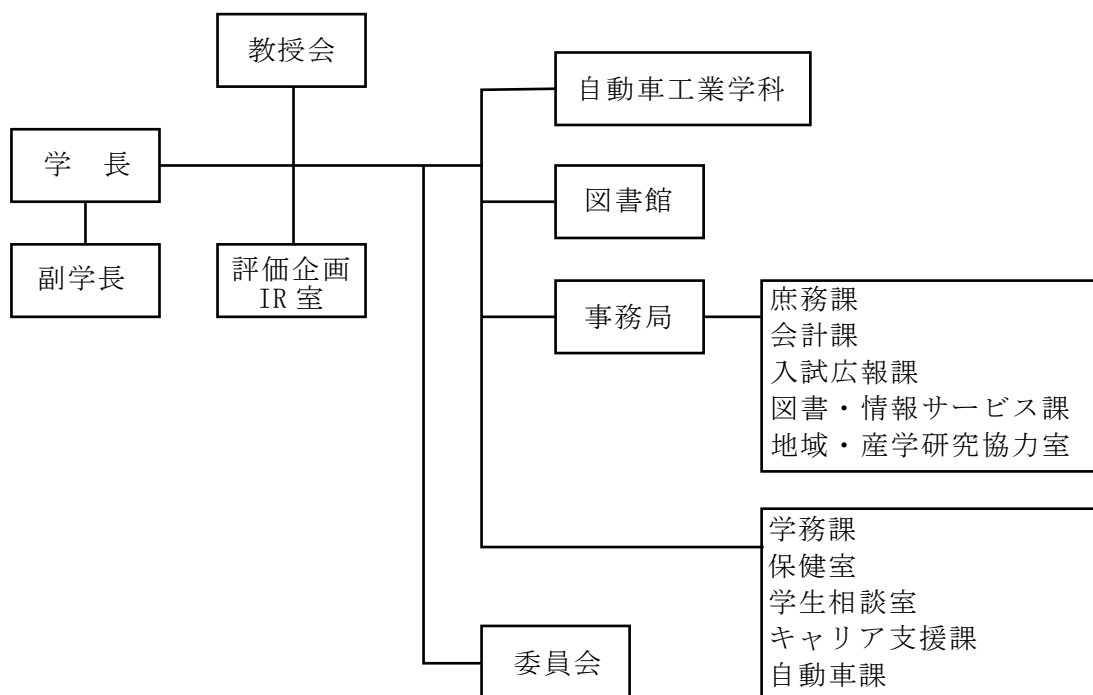 教授会
自動車工業学科
学　長
図書館
副学長
評価企画
IR室
事務局
庶務課
会計課
入試広報課
図書・情報サービス課
地域・産学研究協力室
学務課
保健室
学生相談室
キャリア支援課
自動車課
委員会